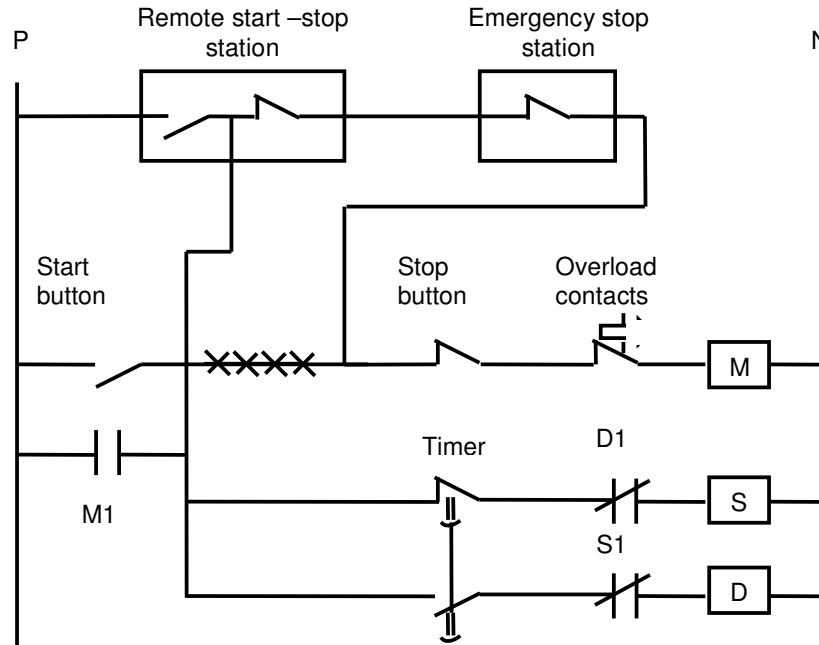 Remote start –stop
station
Emergency stop
station
P
N
Start
button
Stop
button
Overload
contacts
M
M1
Timer
D1
S
S1
D